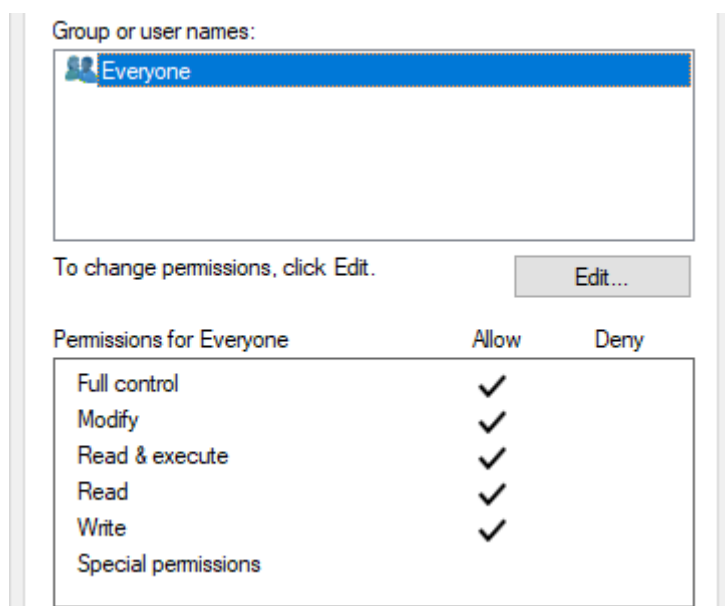 Group or user names:
Everyone
To change permissions, click Edit.
Edit...
Permissions for Everyone Allow Deny
Full control
Modify
Read & execute
Read
Write
Special permissions